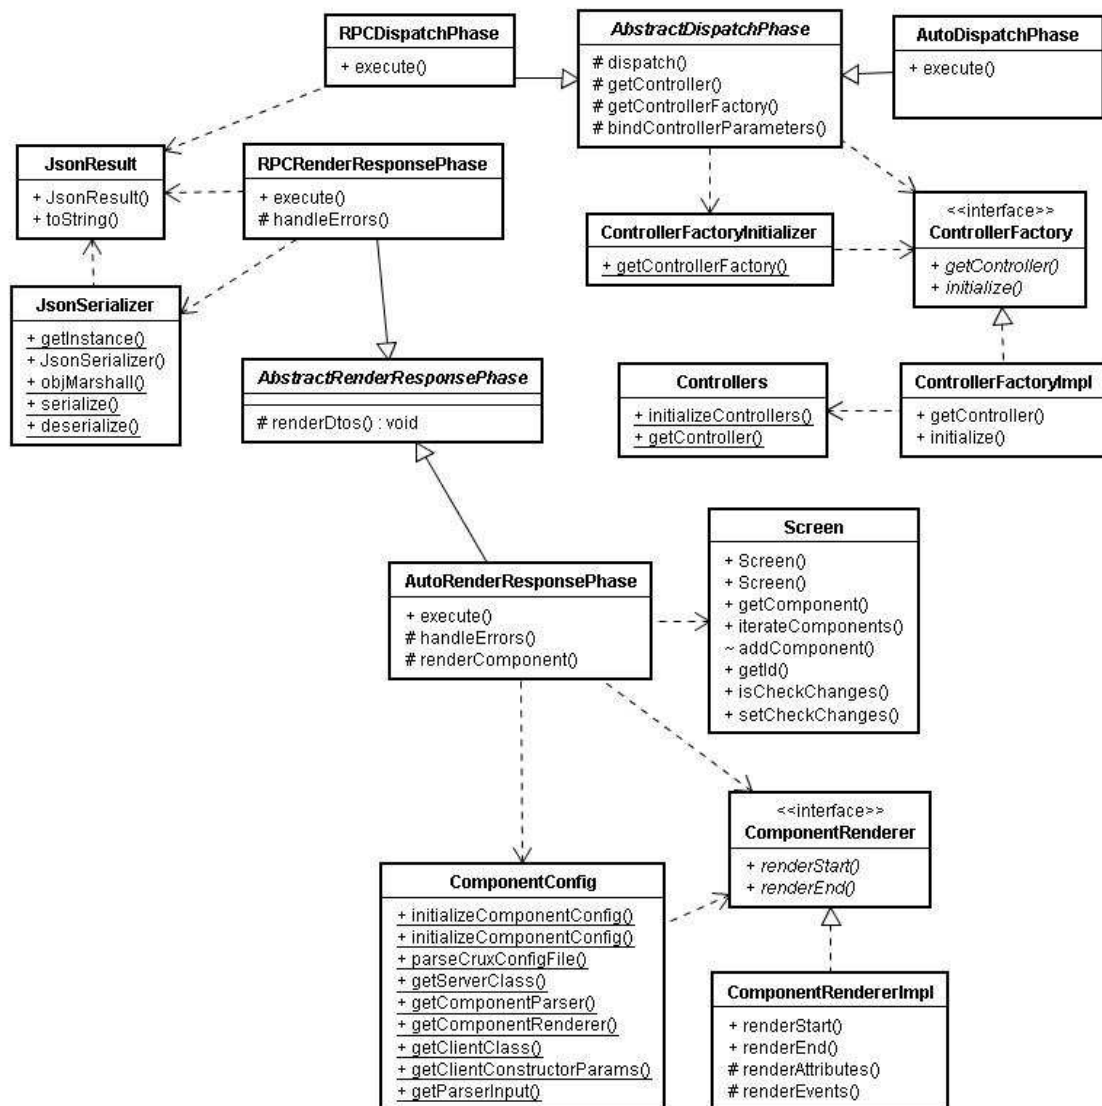 RPCDispatchPhase
+ execute()
AbstractDispatchPhase
# dispatch()
# getController()
# getControllerFactory()
# bindControllerParameters()
AutoDispatchPhase
+ execute()
JsonResult
+ JsonResult()
+ toString()
RPCRenderResponsePhase
+ execute()
# handleErrors()
ControllerFactoryInitializer
+ getControllerFactory()
<<interface>>
ControllerFactory
+ getController()
+ initialize()
JsonSerializer
+ getInstance()
+ JsonSerializer()
+ objMarshall()
+ serialize()
+ deserialize()
AbstractRenderResponsePhase
# renderDtos() : void
Controllers
+ initializeControllers()
+ getController()
ControllerFactoryImpl
+ getController()
+ initialize()
AutoRenderResponsePhase
+ execute()
# handleErrors()
# renderComponent()
Screen
+ Screen()
+ Screen()
+ getComponent()
+ iterateComponents()
~ addComponent()
+ getId()
+ isCheckChanges()
+ setCheckChanges()
<<interface>>
ComponentRenderer
+ renderStart()
+ renderEnd()
ComponentConfig
+ initializeComponentConfig()
+ initializeComponentConfig()
+ parseCruxConfigFile()
+ getServerClass()
+ getComponentParser()
+ getComponentRenderer()
+ getClientClass()
+ getClientConstructorParams()
+ getParserInput()
ComponentRendererImpl
+ renderStart()
+ renderEnd()
# renderAttributes()
# renderEvents()